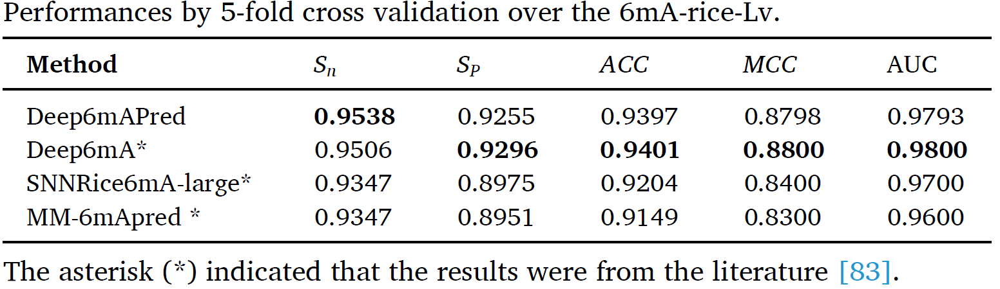 Performances by 5-fold cross validation over the 6mA-rice-Lv.
Method Sn SP ACC MCC AUC
Deep6mAPred 0.9538 0.9255 0.9397 0.8798 0.9793
Deep6mA* 0.9506 0.9296 0.9401 0.8800 0.9800
SNNRice6mA-large* 0.9347 0.8975 0.9204 0.8400 0.9700
MM-6mApred * 0.9347 0.8951 0.9149 0.8300 0.9600
The asterisk (*) indicated that the results were from the literature [83].